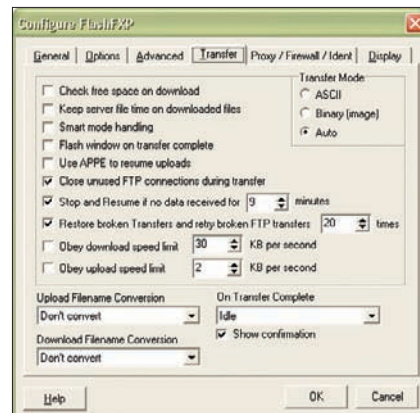 Configure FlashFXP
General Options Advanced Transfer Proxy / Firewall / Ident Display
Check free space on download
Keep server file time on downloaded files
Smart mode handling
Flash window on transfer complete
Use APPE to resume uploads
Close unused FTP connections during transfer
Stop and Resume if no data received for 9 minutes
Restore broken Transfers and retry broken FTP transfers 20 times
Obey download speed limit 30 KB per second
Obey upload speed limit 2 KB per second
Transfer Mode
ASCII
Binary (image)
Auto
Upload Filename Conversion
Don't convert
Download Filename Conversion
Don't convert
On Transfer Complete
Idle
Show confirmation
Help OK Cancel